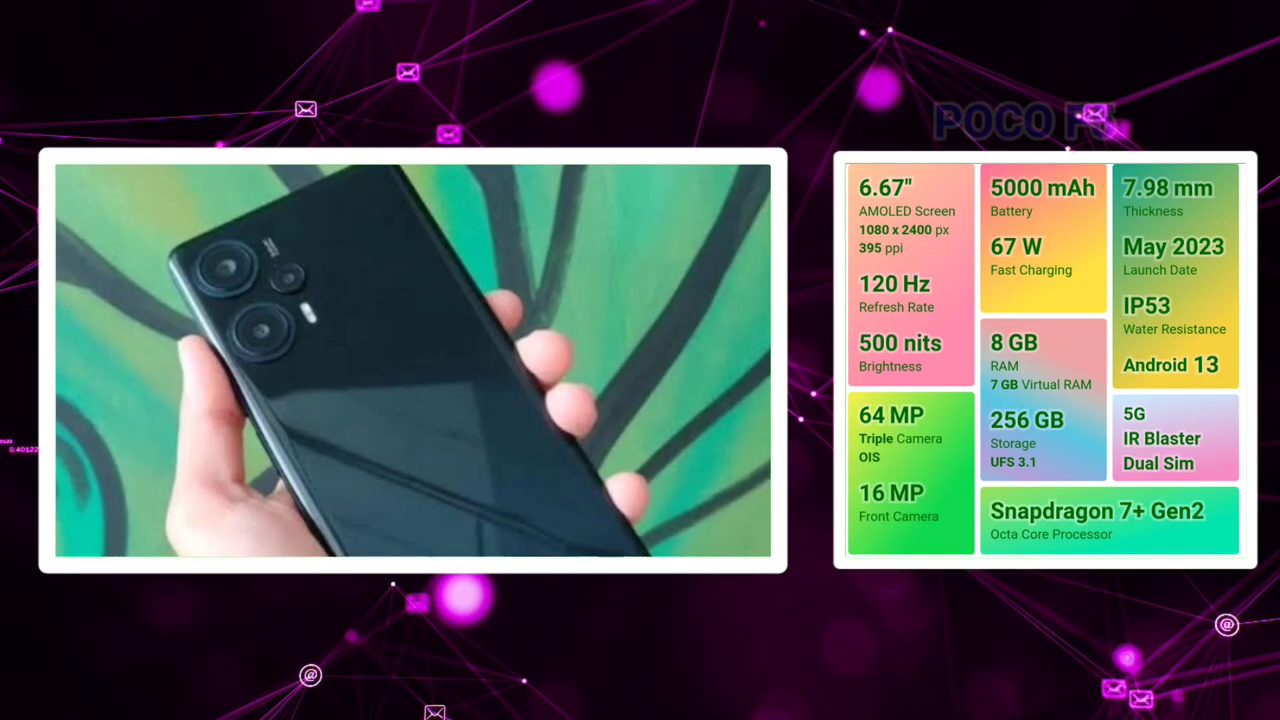 POCO F5
6.67"
AMOLED Screen
1080 x 2400 px
395 ppi
120 Hz
Refresh Rate
500 nits
Brightness
64 MP
Triple Camera
OIS
16 MP
Front Camera
5000 mAh
Battery
67 W
Fast Charging
8 GB
RAM
7 GB Virtual RAM
256 GB
Storage
UFS 3.1
7.98 mm
Thickness
May 2023
Launch Date
IP53
Water Resistance
Android 13
5G
IR Blaster
Dual Sim
Snapdragon 7+ Gen2
Octa Core Processor